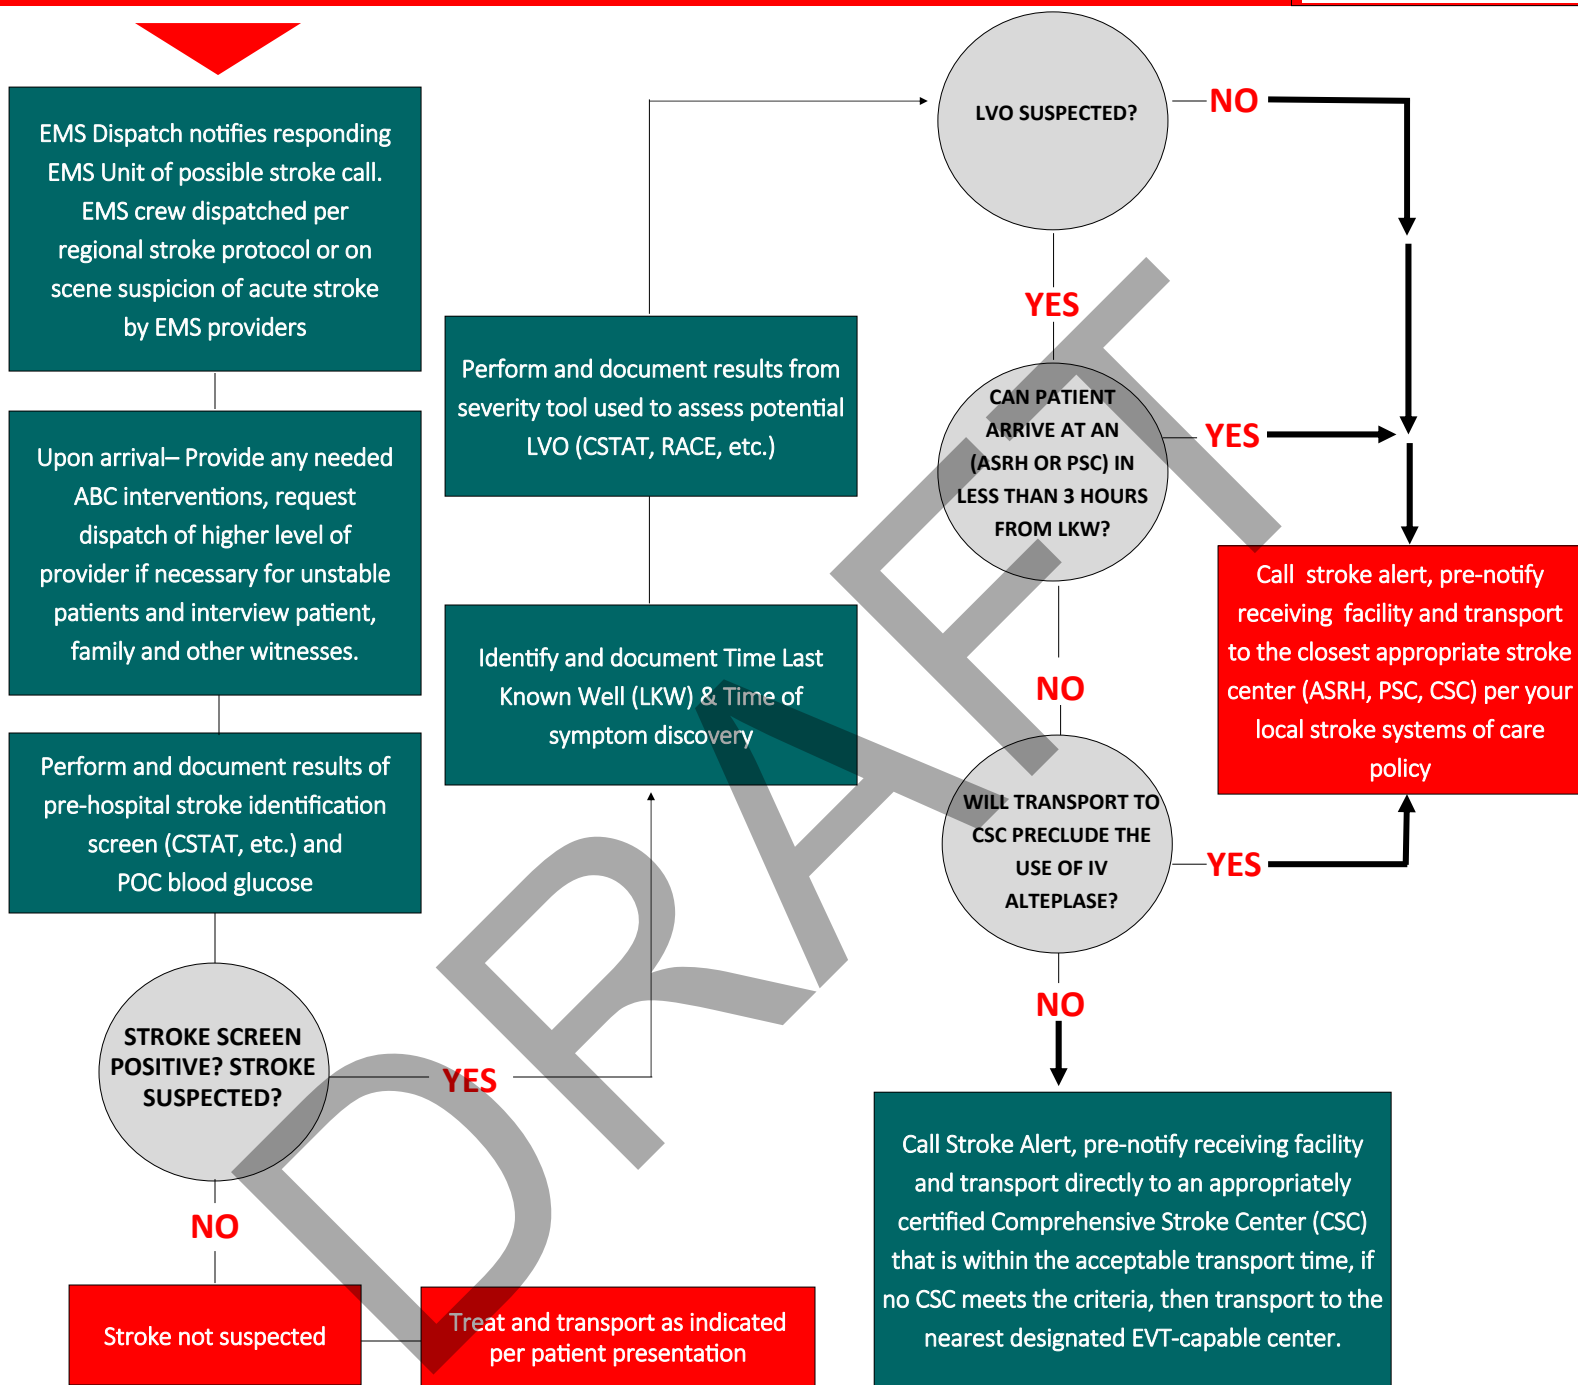 EMS Dispatch notifies responding
EMS Unit of possible stroke call.
EMS crew dispatched per
regional stroke protocol or on
scene suspicion of acute stroke
by EMS providers
Upon arrival– Provide any needed
ABC interventions, request
dispatch of higher level of
provider if necessary for unstable
patients and interview patient,
family and other witnesses.
Perform and document results of
pre-hospital stroke identification
screen (CSTAT, etc.) and
POC blood glucose
STROKE SCREEN
POSITIVE? STROKE
SUSPECTED?
YES
NO
Stroke not suspected
Treat and transport as indicated
per patient presentation
Identify and document Time Last
Known Well (LKW) & Time of
symptom discovery
Perform and document results from
severity tool used to assess potential
LVO (CSTAT, RACE, etc.)
LVO SUSPECTED?
NO
YES
CAN PATIENT
ARRIVE AT AN
(ASRH OR PSC) IN
LESS THAN 3 HOURS
FROM LKW?
YES
NO
WILL TRANSPORT TO
CSC PRECLUDE THE
USE OF IV
ALTEPLASE?
YES
NO
Call stroke alert, pre-notify
receiving facility and transport
to the closest appropriate stroke
center (ASRH, PSC, CSC) per your
local stroke systems of care
policy
Call Stroke Alert, pre-notify receiving facility
and transport directly to an appropriately
certified Comprehensive Stroke Center (CSC)
that is within the acceptable transport time, if
no CSC meets the criteria, then transport to the
nearest designated EVT-capable center.
DRAFT